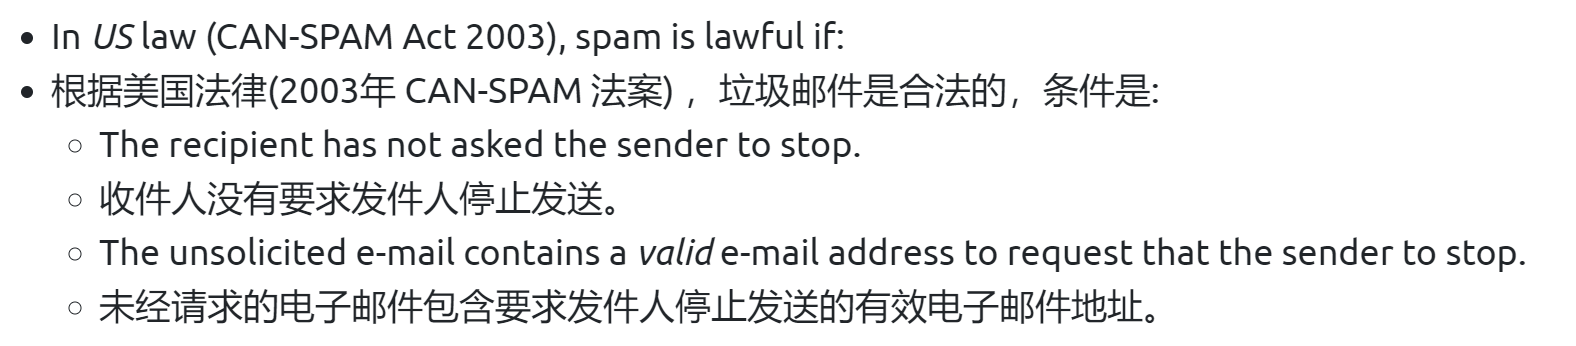 In US law (CAN-SPAM Act 2003), spam is lawful if:
根据美国法律(2003年 CAN-SPAM 法案) ，垃圾邮件是合法的，条件是:
The recipient has not asked the sender to stop.
收件人没有要求发件人停止发送。
The unsolicited e-mail contains a valid e-mail address to request that the sender to stop.
未经请求的电子邮件包含要求发件人停止发送的有效电子邮件地址。